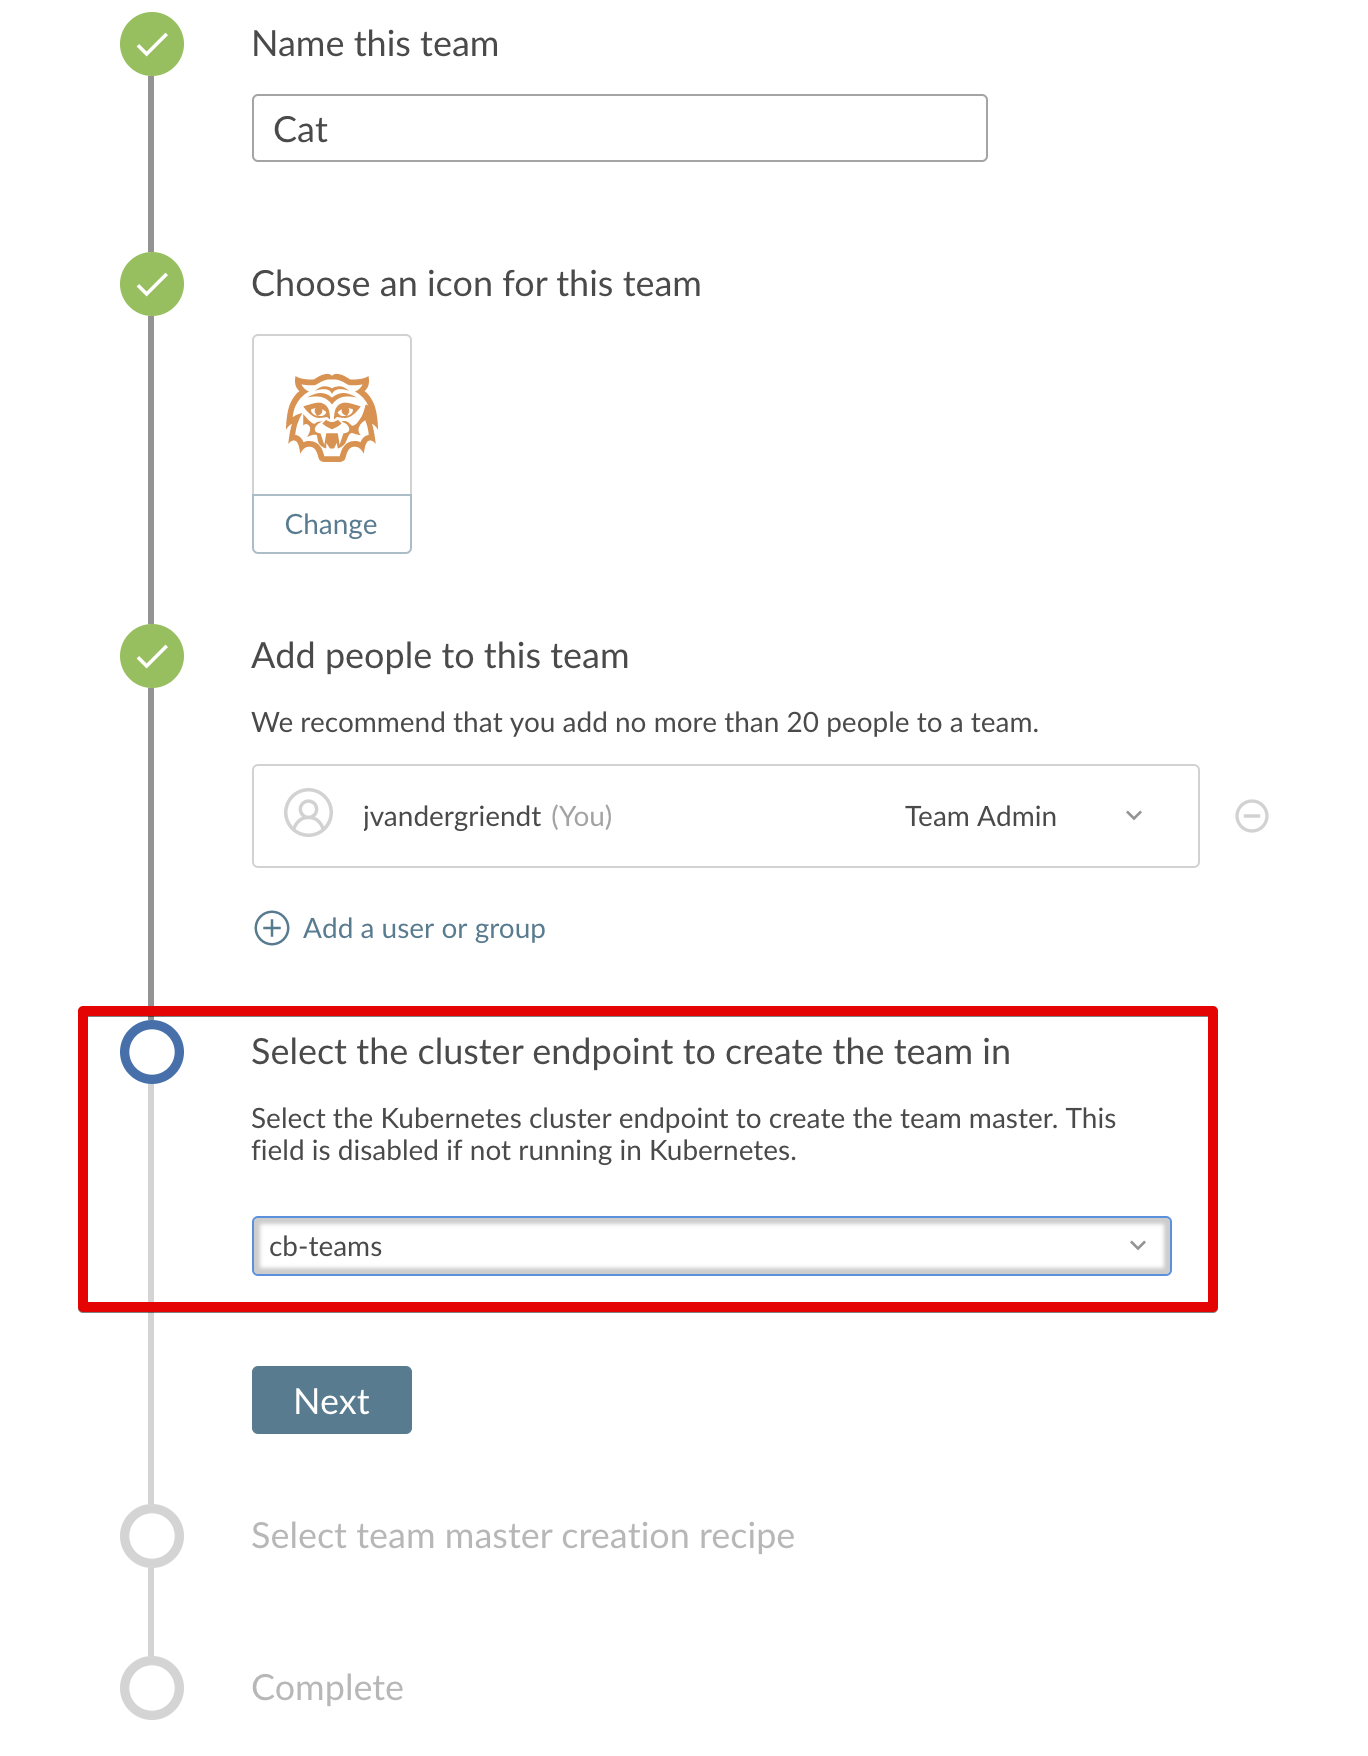 Name this team
Cat
Choose an icon for this team
Change
Add people to this team
We recommend that you add no more than 20 people to a team.
jvandergriendt (You) Team Admin
Add a user or group
Select the cluster endpoint to create the team in
Select the Kubernetes cluster endpoint to create the team master. This
field is disabled if not running in Kubernetes.
cb-teams
Next
Select team master creation recipe
Complete